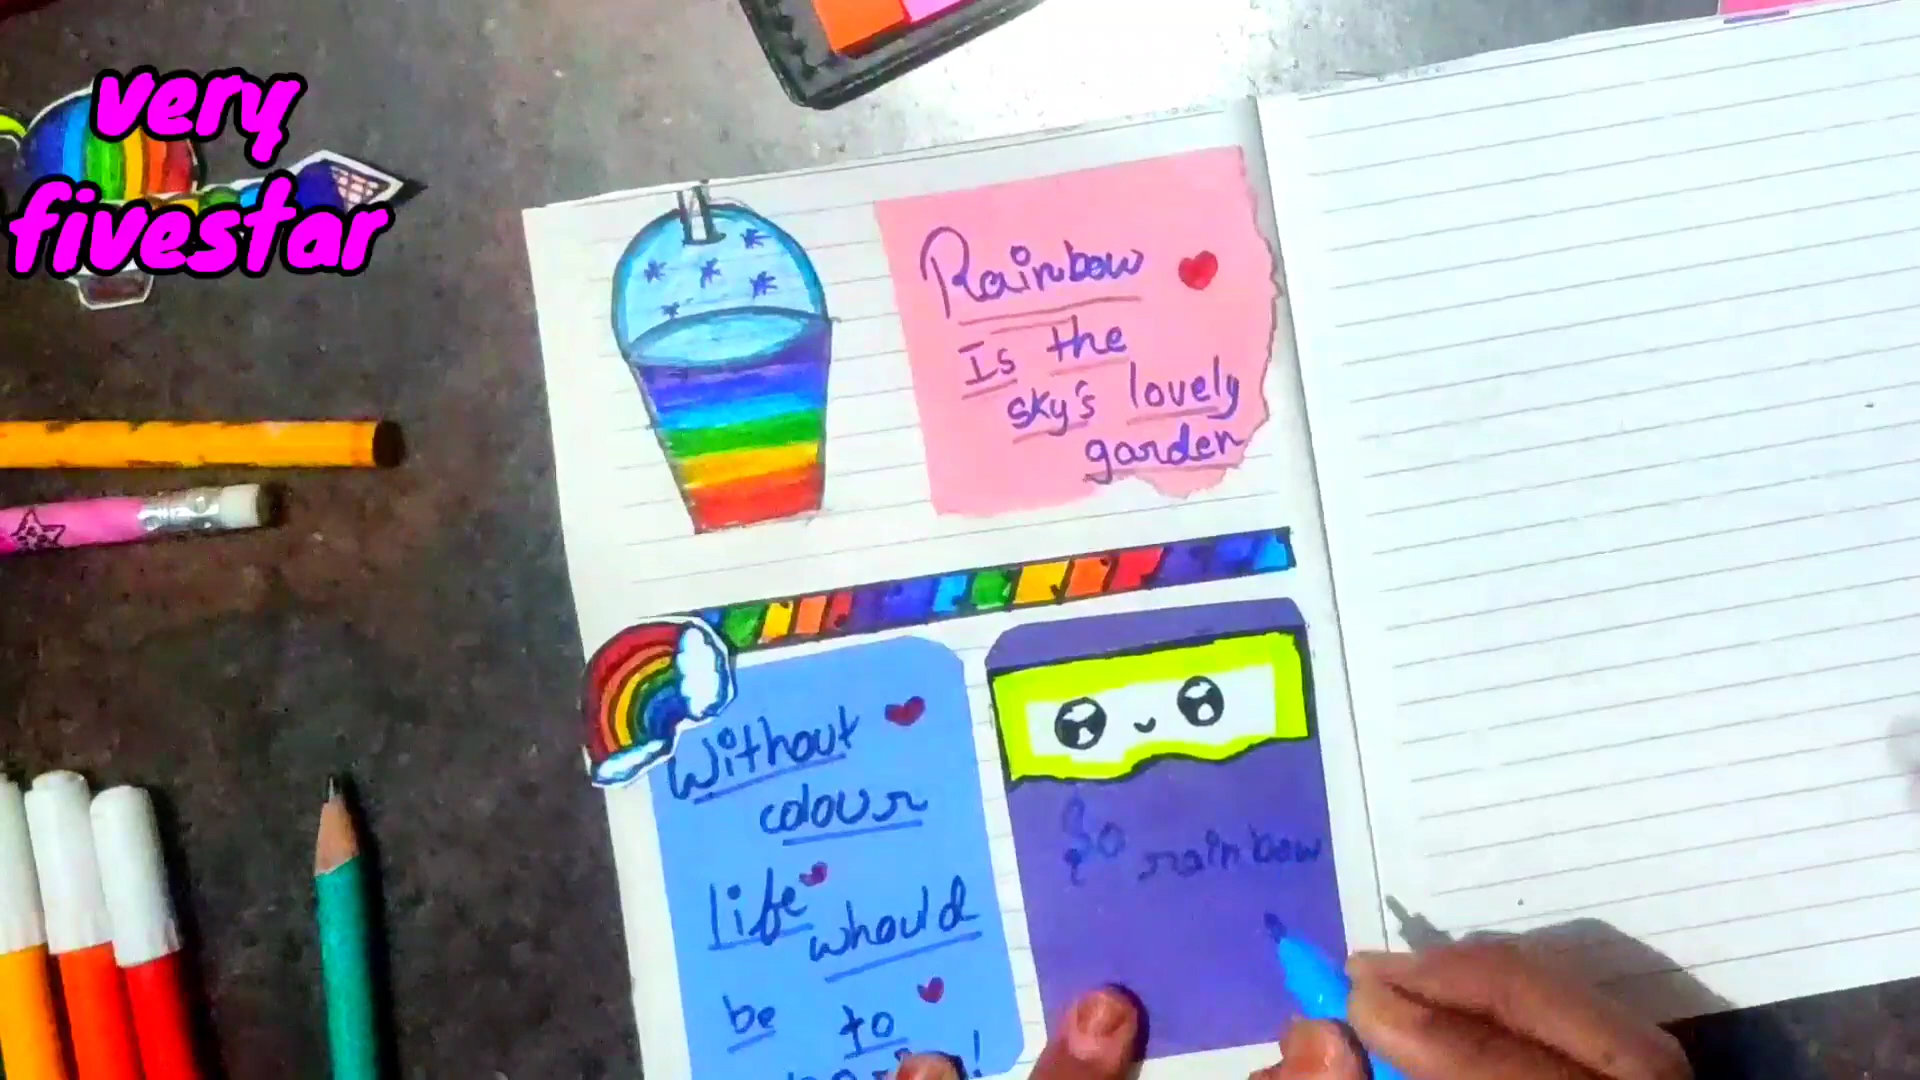 very
fivestar
Rainbow
Is the
sky's lovely
garden
Without
colour
life
whould
be to
So rainbow